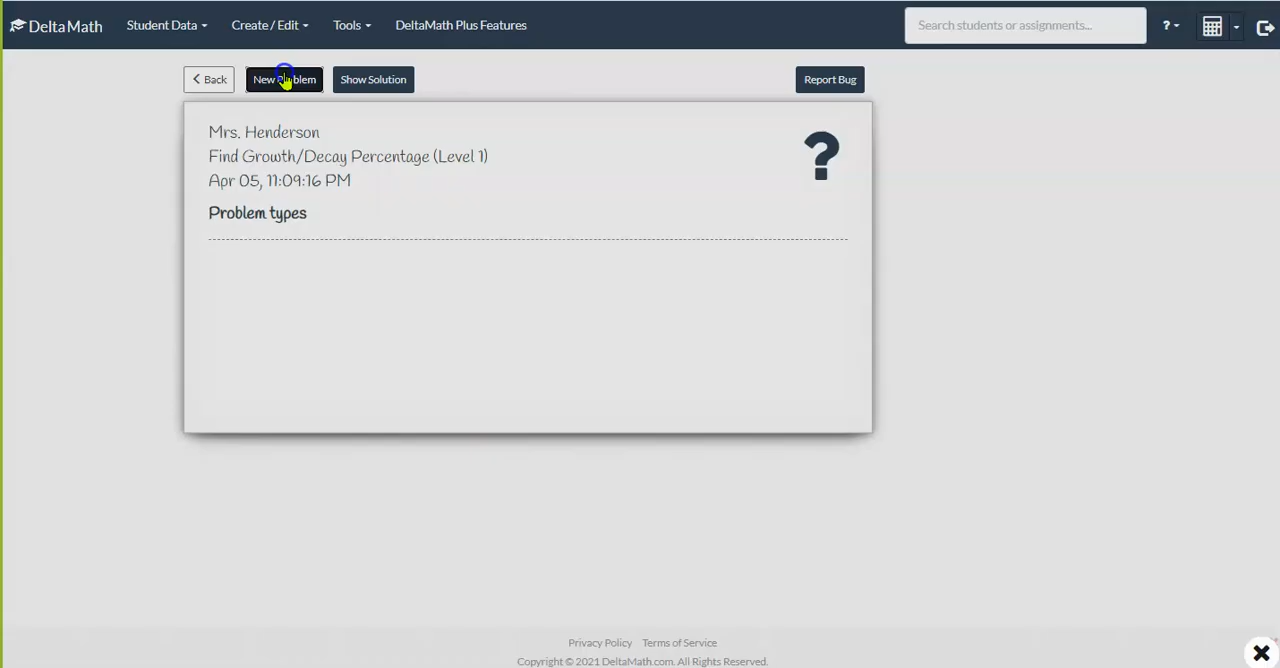 DeltaMath Student Data Create / Edit Tools DeltaMath Plus Features Search students or assignments... ?
Back New Problem Show Solution Report Bug
Mrs. Henderson
Find Growth/Decay Percentage (Level 1)
Apr 05, 11:09:16 PM
?
Problem types
Privacy Policy Terms of Service
Copyright © 2021 DeltaMath.com. All Rights Reserved.